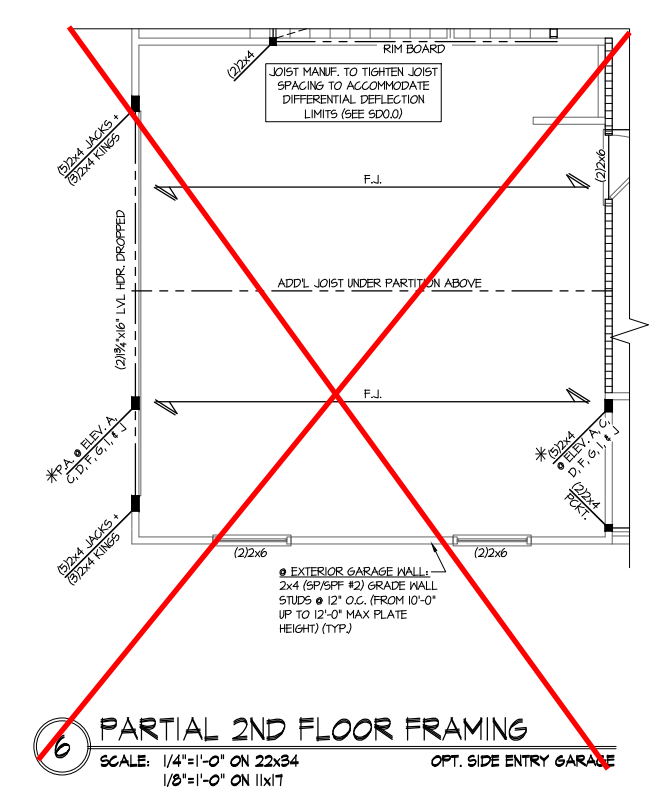 RIM BOARD
(2)2x4
JOIST MANUF. TO TIGHTEN JOIST
SPACING TO ACCOMMODATE
DIFFERENTIAL DEFLECTION
LIMITS (SEE SD0.0)
(5)2x4 JACKS +
(3)2x4 KINGS
(2)2x6
F.J.
(2)1¾"x16" LVL HDR. DROPPED
ADD'L JOIST UNDER PARTITION ABOVE
F.J.
*P.A. @ ELEV. A,
C, D, F, G, I, & J
*(5)2x4
@ ELEV. A, C,
D, F, G, I, & J
(2)2x4
PCKT.
(5)2x4 JACKS +
(3)2x4 KINGS
(2)2x6
(2)2x6
@ EXTERIOR GARAGE WALL:
2x4 (SP/SPF #2) GRADE WALL
STUDS @ 12" O.C. (FROM 10'-0"
UP TO 12'-0" MAX PLATE
HEIGHT) (TYP.)
6
PARTIAL 2ND FLOOR FRAMING
SCALE: 1/4"=1'-0" ON 22x34
OPT. SIDE ENTRY GARAGE
1/8"=1'-0" ON 11x17